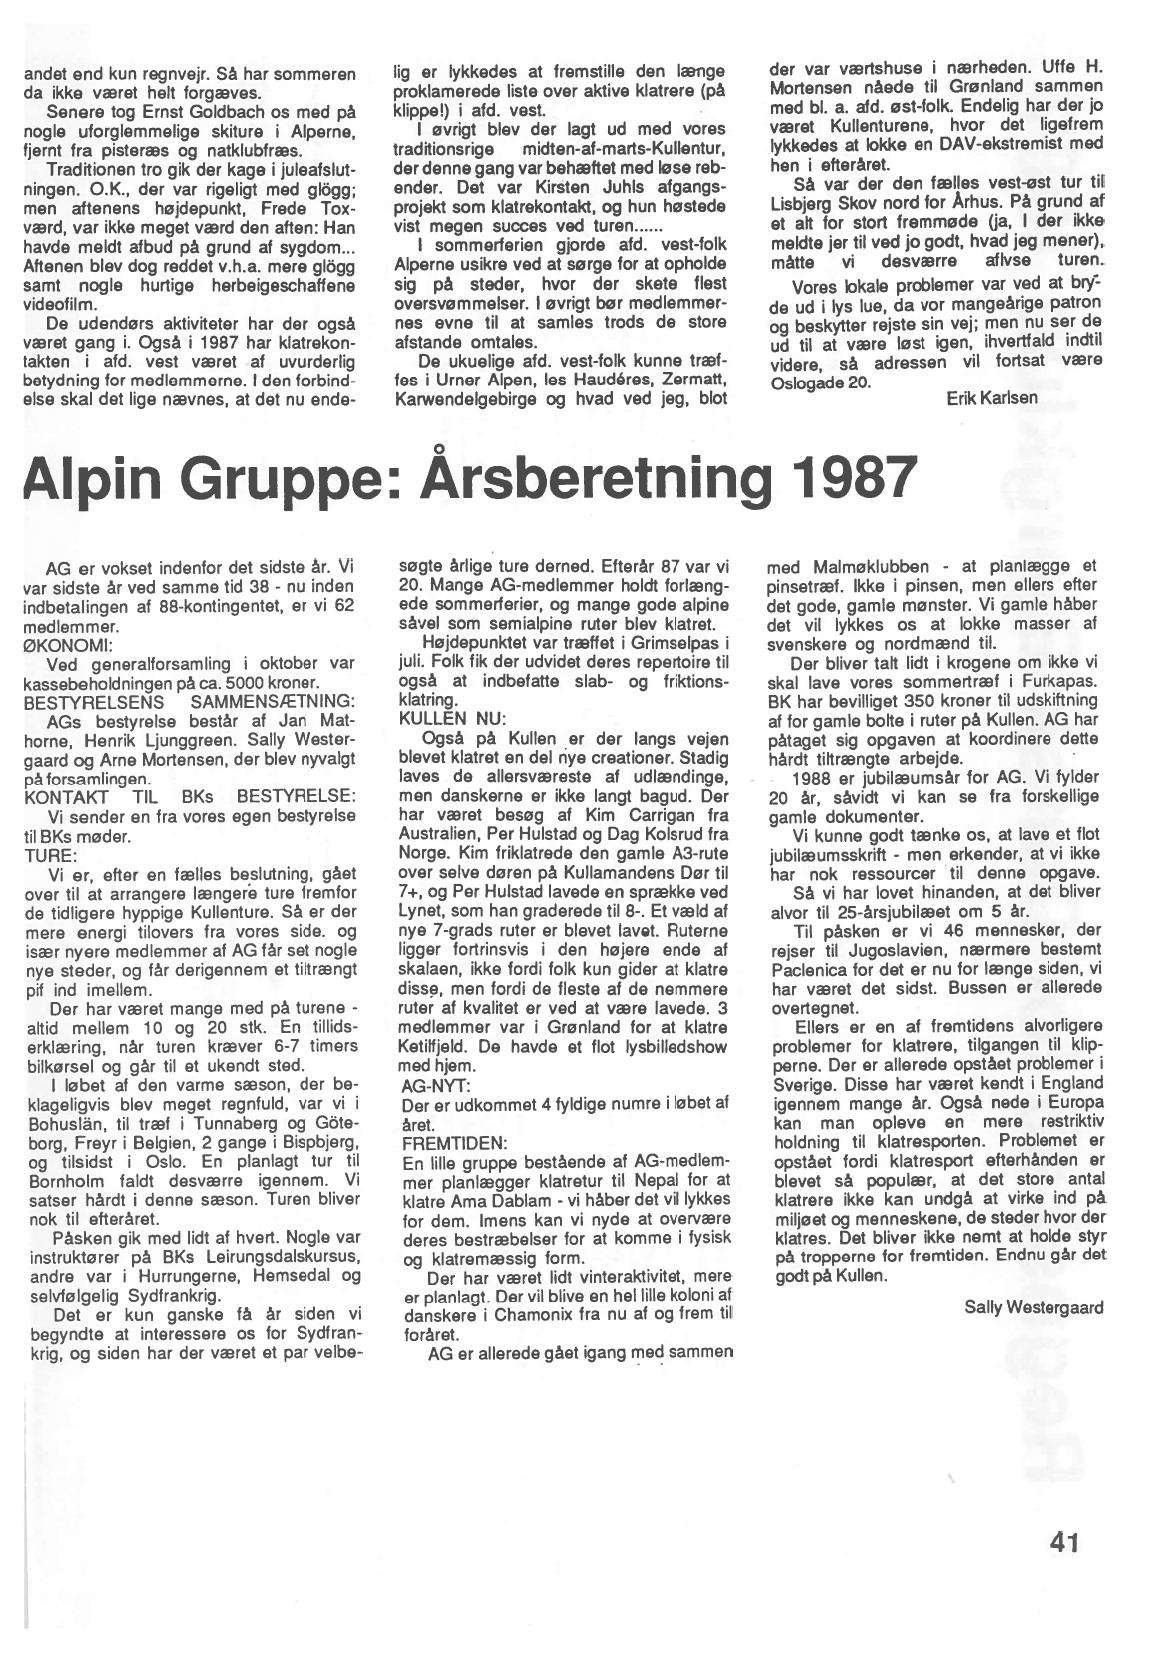 andet end kun regnvejr. Så har sommeren
da ikke været helt forgæves.
Senere tog Ernst Goldbach os med på
nogle uforglemmelige skiture i Alperne,
fjernt fra pisteræs og natklubfræs.
Traditionen tro gik der kage i juleafslut-
ningen. O.K., der var rigeligt med glögg;
men aftenens højdepunkt, Frede Tox-
værd, var ikke meget værd den aften: Han
havde meldt afbud på grund af sygdom...
Aftenen blev dog reddet v.h.a. mere glögg
samt nogle hurtige herbeigeschaffene
videofilm.
De udendørs aktiviteter har der også
været gang i. Også i 1987 har klatrekon-
takten i afd. vest været af uvurderlig
betydning for medlemmerne. I den forbind-
else skal det lige nævnes, at det nu ende-
lig er lykkedes at fremstille den længe
proklamerede liste over aktive klatrere (på
klippe!) i afd. vest.
I øvrigt blev der lagt ud med vores
traditionsrige midten-af-marts-Kullentur,
der denne gang var behæftet med løse reb-
ender. Det var Kirsten Juhls afgangs-
projekt som klatrekontakt, og hun høstede
vist megen succes ved turen......
I sommerferien gjorde afd. vest-folk
Alperne usikre ved at sørge for at opholde
sig på steder, hvor der skete flest
oversvømmelser. I øvrigt bør medlemmer-
nes evne til at samles trods de store
afstande omtales.
De ukuelige afd. vest-folk kunne træf-
fes i Urner Alpen, les Haudéres, Zermatt,
Karwendelgebirge og hvad ved jeg, blot
der var værtshuse i nærheden. Uffe H.
Mortensen nåede til Grønland sammen
med bl. a. afd. øst-folk. Endelig har der jo
været Kullenturene, hvor det ligefrem
lykkedes at lokke en DAV-ekstremist med
hen i efteråret.
Så var der den fælles vest-øst tur til
Lisbjerg Skov nord for Århus. På grund af
et alt for stort fremmøde (ja, I der ikke
meldte jer til ved jo godt, hvad jeg mener),
måtte vi desværre aflyse turen.
Vores lokale problemer var ved at bry-
de ud i lys lue, da vor mangeårige patron
og beskytter rejste sin vej; men nu ser de
ud til at være løst igen, ihvertfald indtil
videre, så adressen vil fortsat være
Oslogade 20.
Erik Karlsen
Alpin Gruppe: Årsberetning 1987
AG er vokset indenfor det sidste år. Vi
var sidste år ved samme tid 38 - nu inden
indbetalingen af 88-kontingentet, er vi 62
medlemmer.
ØKONOMI:
Ved generalforsamling i oktober var
kassebeholdningen på ca. 5000 kroner.
BESTYRELSENS SAMMENSÆTNING:
AGs bestyrelse består af Jan Mat-
horne, Henrik Ljunggreen. Sally Wester-
gaard og Arne Mortensen, der blev nyvalgt
på forsamlingen.
KONTAKT TIL BKs BESTYRELSE:
Vi sender en fra vores egen bestyrelse
til BKs møder.
TURE:
Vi er, efter en fælles beslutning, gået
over til at arrangere længere ture fremfor
de tidligere hyppige Kullenture. Så er der
mere energi tilovers fra vores side. og
især nyere medlemmer af AG får set nogle
nye steder, og får derigennem et tiltrængt
pif ind imellem.
Der har været mange med på turene -
altid mellem 10 og 20 stk. En tillids-
erklæring, når turen kræver 6-7 timers
bilkørsel og går til et ukendt sted.
I løbet af den varme sæson, der be-
klageligvis blev meget regnfuld, var vi i
Bohuslän, til træf i Tunnaberg og Göte-
borg, Freyr i Belgien, 2 gange i Bispbjerg,
og tilsidst i Oslo. En planlagt tur til
Bornholm faldt desværre igennem. Vi
satser hårdt i denne sæson. Turen bliver
nok til efteråret.
Påsken gik med lidt af hvert. Nogle var
instruktører på BKs Leirungsdalskursus,
andre var i Hurrungerne, Hemsedal og
selvfølgelig Sydfrankrig.
Det er kun ganske få år siden vi
begyndte at interessere os for Sydfran-
krig, og siden har der været et par velbe-
søgte årlige ture derned. Efterår 87 var vi
20. Mange AG-medlemmer holdt forlæng-
ede sommerferier, og mange gode alpine
såvel som semialpine ruter blev klatret.
Højdepunktet var træffet i Grimselpas i
juli. Folk fik der udvidet deres repertoire til
også at indbefatte slab- og friktions-
klatring.
KULLEN NU:
Også på Kullen er der langs vejen
blevet klatret en del nye creationer. Stadig
laves de allersværeste af udlændinge,
men danskerne er ikke langt bagud. Der
har været besøg af Kim Carrigan fra
Australien, Per Hulstad og Dag Kolsrud fra
Norge. Kim friklatrede den gamle A3-rute
over selve døren på Kullamandens Dør til
7+, og Per Hulstad lavede en sprække ved
Lynet, som han graderede til 8-. Et væld af
nye 7-grads ruter er blevet lavet. Ruterne
ligger fortrinsvis i den højere ende af
skalaen, ikke fordi folk kun gider at klatre
disse, men fordi de fleste af de nemmere
ruter af kvalitet er ved at være lavede. 3
medlemmer var i Grønland for at klatre
Ketilfjeld. De havde et flot lysbilledshow
med hjem.
AG-NYT:
Der er udkommet 4 fyldige numre i løbet af
året.
FREMTIDEN:
En lille gruppe bestående af AG-medlem-
mer planlægger klatretur til Nepal for at
klatre Ama Dablam - vi håber det vil lykkes
for dem. Imens kan vi nyde at overvære
deres bestræbelser for at komme i fysisk
og klatremæssig form.
Der har været lidt vinteraktivitet, mere
er planlagt. Der vil blive en hel lille koloni af
danskere i Chamonix fra nu af og frem til
foråret.
AG er allerede gået igang med sammen
med Malmøklubben - at planlægge et
pinsetræf. Ikke i pinsen, men ellers efter
det gode, gamle mønster. Vi gamle håber
det vil lykkes os at lokke masser af
svenskere og nordmænd til.
Der bliver talt lidt i krogene om ikke vi
skal lave vores sommertræf i Furkapas.
BK har bevilliget 350 kroner til udskiftning
af for gamle bolte i ruter på Kullen. AG har
påtaget sig opgaven at koordinere dette
hårdt tiltrængte arbejde.
1988 er jubilæumsår for AG. Vi fylder
20 år, såvidt vi kan se fra forskellige
gamle dokumenter.
Vi kunne godt tænke os, at lave et flot
jubilæumsskrift - men erkender, at vi ikke
har nok ressourcer til denne opgave.
Så vi har lovet hinanden, at det bliver
alvor til 25-årsjubilæet om 5 år.
Til påsken er vi 46 mennesker, der
rejser til Jugoslavien, nærmere bestemt
Paclenica for det er nu for længe siden, vi
har været det sidst. Bussen er allerede
overtegnet.
Ellers er en af fremtidens alvorligere
problemer for klatrere, tilgangen til klip-
perne. Der er allerede opstået problemer i
Sverige. Disse har været kendt i England
igennem mange år. Også nede i Europa
kan man opleve en mere restriktiv
holdning til klatresporten. Problemet er
opstået fordi klatresport efterhånden er
blevet så populær, at det store antal
klatrere ikke kan undgå at virke ind på
miljøet og menneskene, de steder hvor der
klatres. Det bliver ikke nemt at holde styr
på tropperne for fremtiden. Endnu går det
godt på Kullen.
Sally Westergaard
41